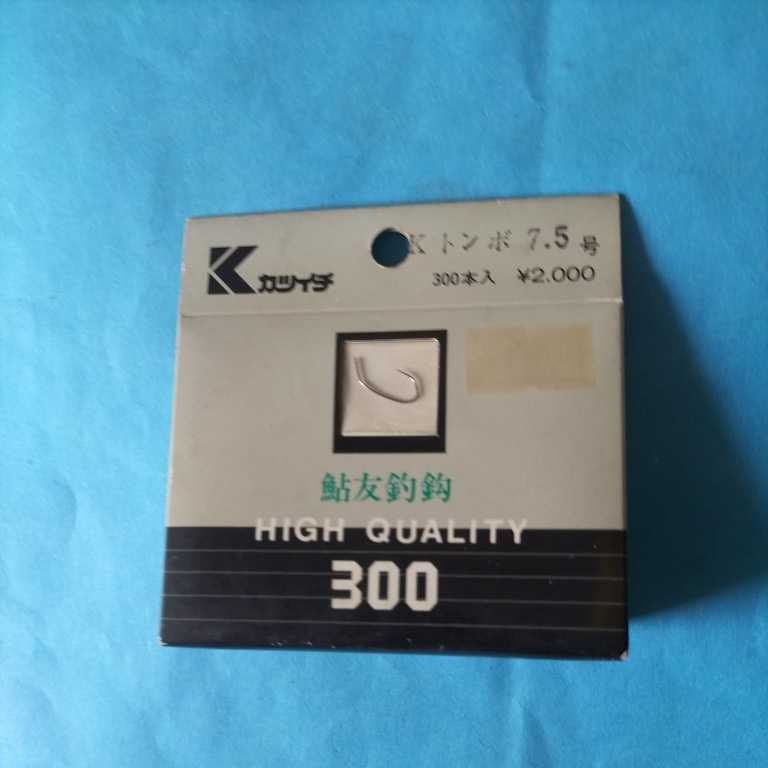 K カツイチ
Kトンボ 7.5 号
300本入 ¥2.000
鮎友釣鈎
HIGH QUALITY
300